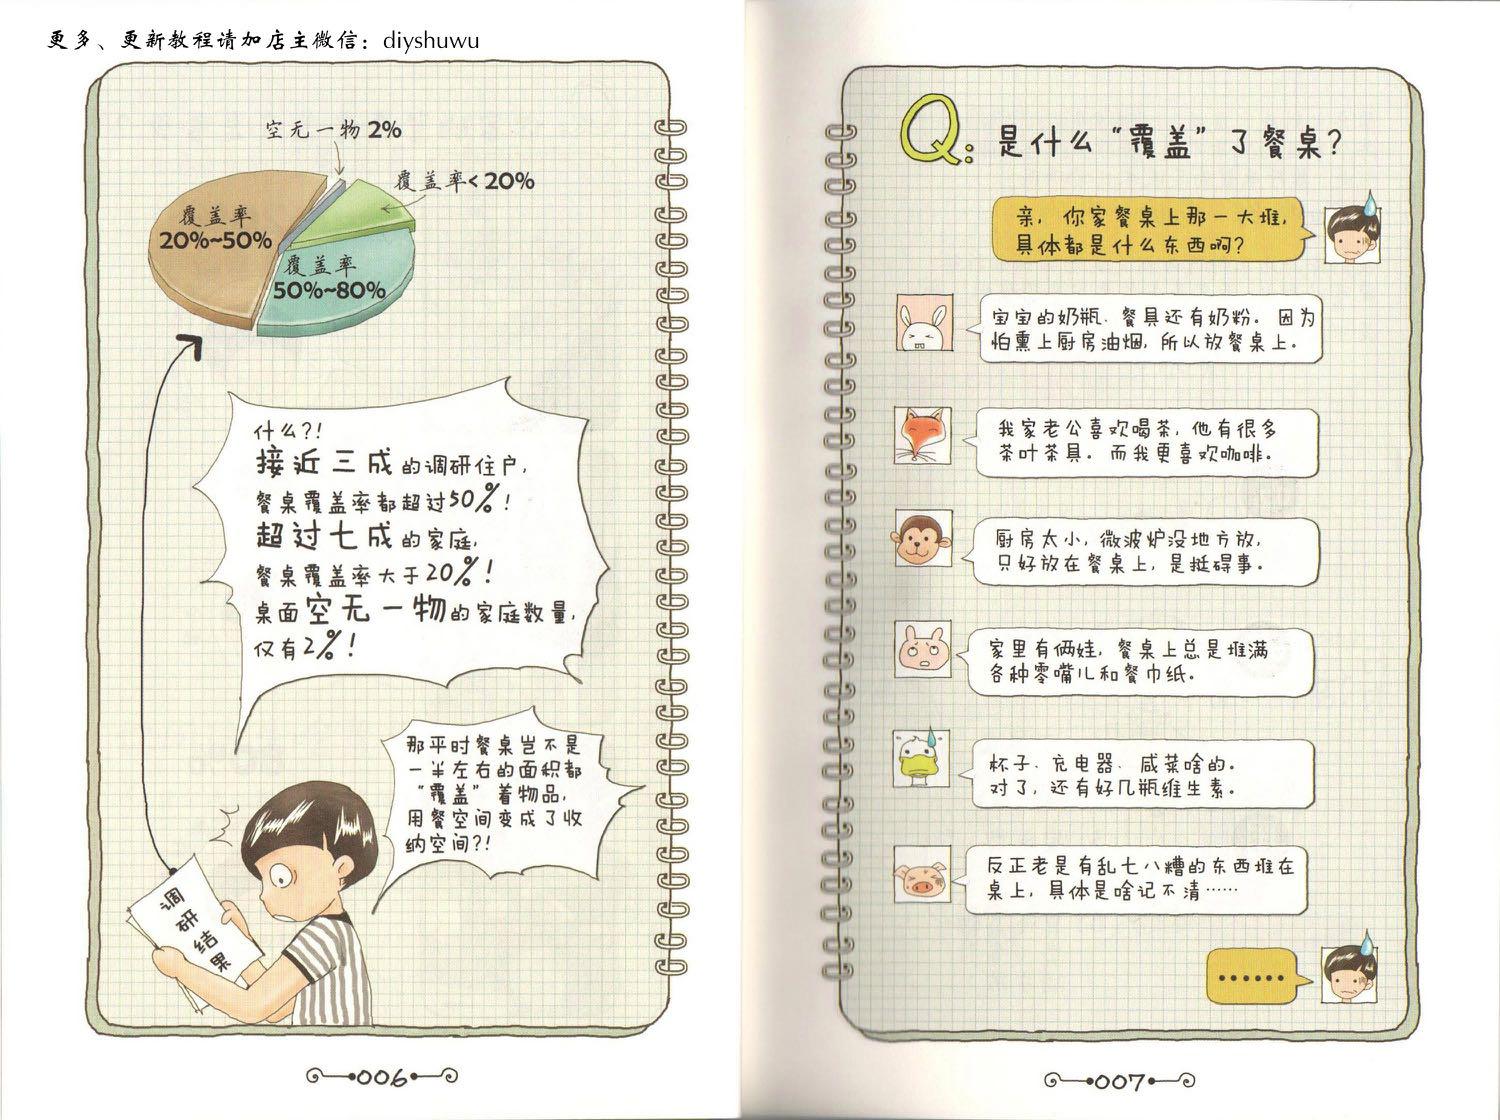 更多、更新教程请加店主微信：diyshuwu
空无一物 2%
覆盖率< 20%
覆盖率
20%~50%
覆盖率
50%~80%
什么?!
接近三成的调研住户，
餐桌覆盖率都超过50%！
超过七成的家庭，
餐桌覆盖率大于20%！
桌面空无一物的家庭数量，
仅有2%！
那平时餐桌岂不是
一半左右的面积都
“覆盖”着物品，
用餐空间变成了收
纳空间?!
调研结果
006
Q：是什么“覆盖”了餐桌？
亲，你家餐桌上那一大堆，
具体都是什么东西啊？
宝宝的奶瓶、餐具还有奶粉。因为
怕熏上厨房油烟，所以放餐桌上。
我家老公喜欢喝茶，他有很多
茶叶茶具。而我更喜欢咖啡。
厨房太小，微波炉没地方放，
只好放在餐桌上，是挺碍事。
家里有俩娃，餐桌上总是堆满
各种零嘴儿和餐巾纸。
杯子、充电器、咸菜啥的。
对了，还有好几瓶维生素。
反正老是有乱七八糟的东西堆在
桌上，具体是啥记不清……
••••••
007